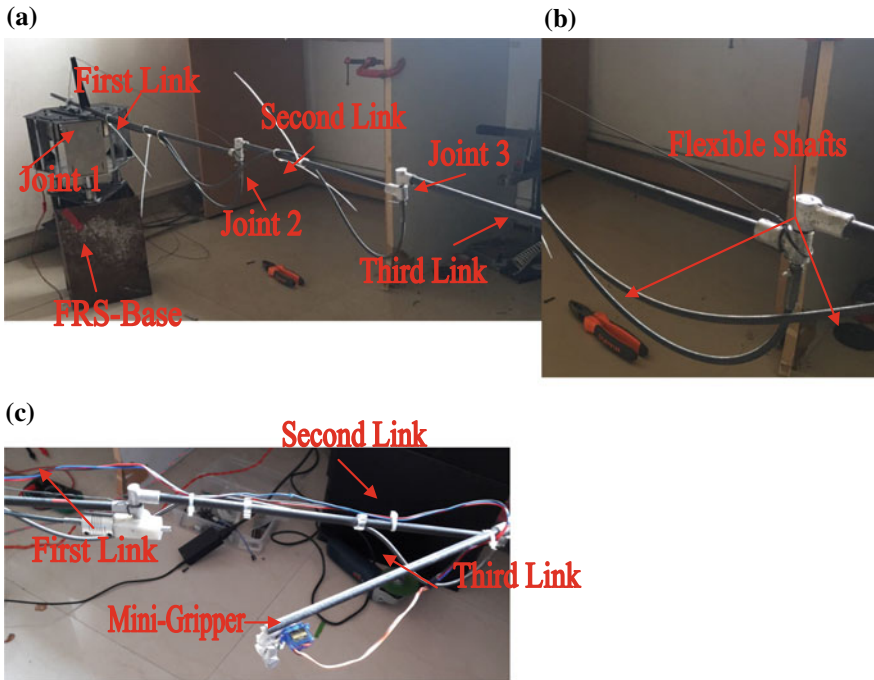 (a)
(b)
First Link
Second Link
Joint 1
Joint 3
Joint 2
Third Link
FRS-Base
Flexible Shafts
(c)
Second Link
First Link
Third Link
Mini-Gripper